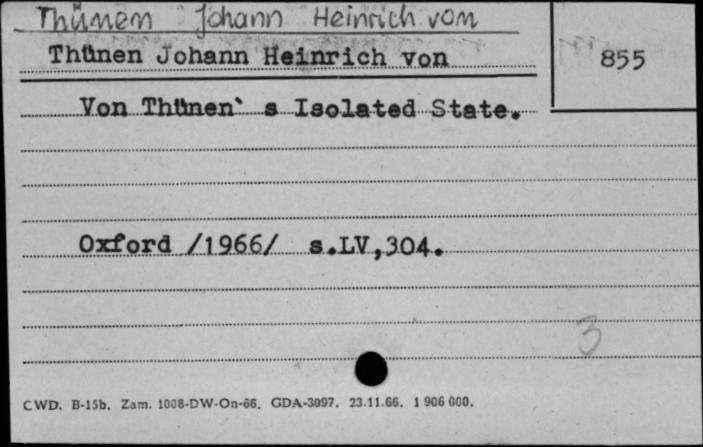 Thünen Johann Heinrich von
Thünen Johann Heinrich von
855
Von Thünen` s Isolated State.
Oxford /1966/ s.LV,304.
3
CWD. B-15b. Zam. 1008-DW-On-66. GDA-3097. 23.11.66. 1 906 000.